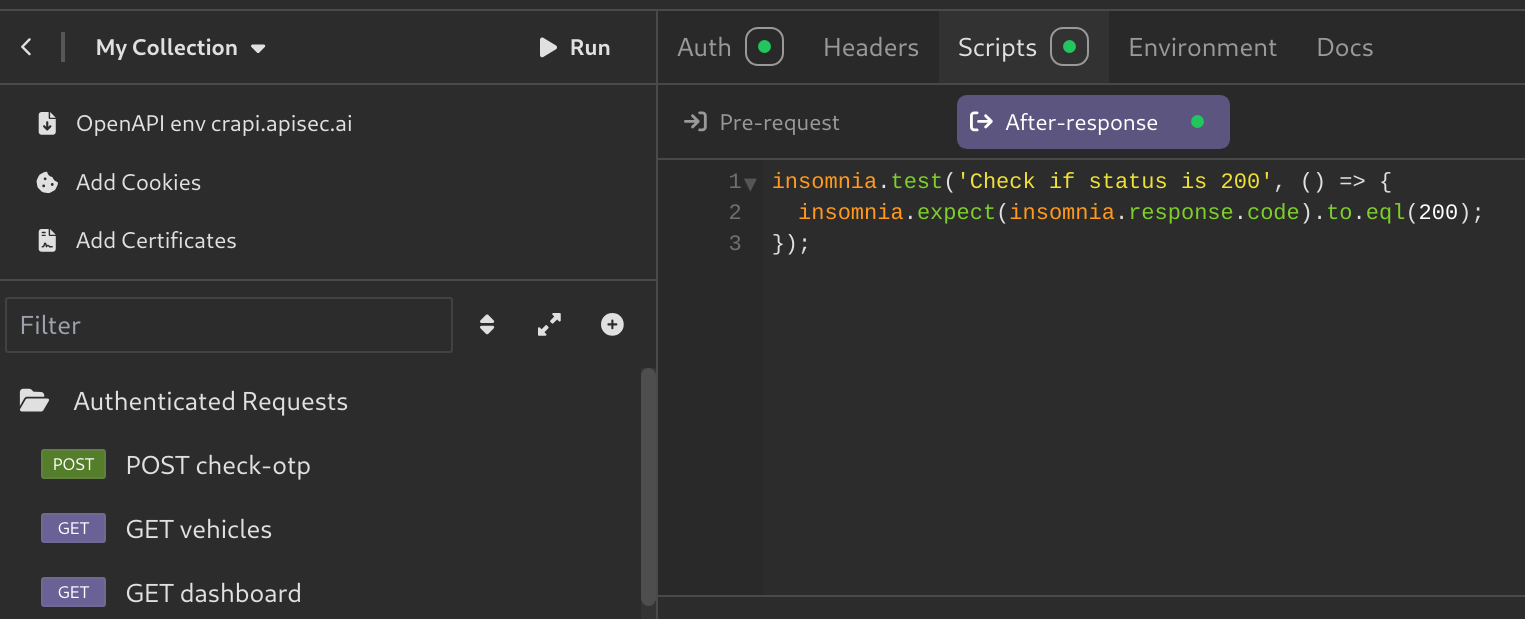 My Collection
Run
OpenAPI env crapi.apisec.ai
Add Cookies
Add Certificates
Filter
Authenticated Requests
POST POST check-otp
GET GET vehicles
GET GET dashboard
Auth Headers Scripts Environment Docs
Pre-request After-response
1 insomnia.test('Check if status is 200', () => {
2   insomnia.expect(insomnia.response.code).to.eql(200);
3 });